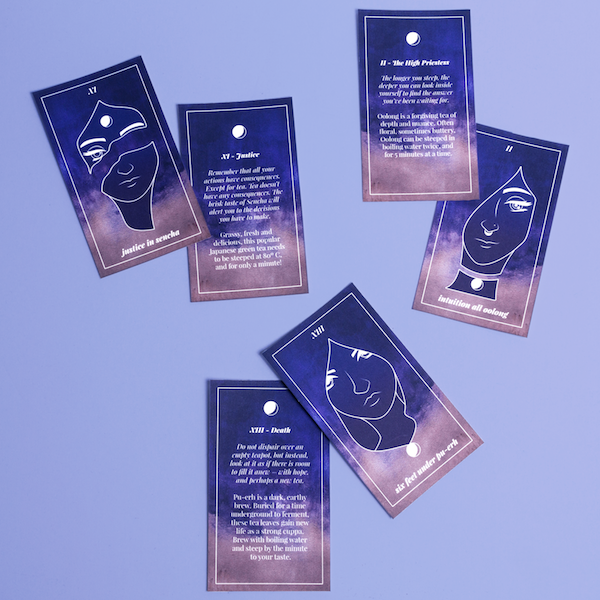 XI
justice in sencha
XI - Justice
Remember that all your
actions have consequences.
Except for tea. Tea doesn't
have any consequences. The
brisk taste of Sencha will
alert you to the decisions
you have to make.
Grassy, fresh and
delicious, this popular
Japanese green tea needs
to be steeped at 80° C,
and for only a minute!
II - The High Priestess
The longer you steep, the
deeper you can look inside
yourself to find the answer
you've been waiting for.
Oolong is a forgiving tea of
depth and nuance. Often
floral, sometimes buttery.
Oolong can be steeped in
boiling water twice, and
for 5 minutes at a time.
II
intuition all oolong
XIII
six feet under pu-erh
XIII - Death
Do not dispair over an
empty teapot, but instead,
look at it as if there is room
to fill it anew — with hope,
and perhaps a new tea.
Pu-erh is a dark, earthy
brew. Buried for a time
underground to ferment,
these tea leaves gain new
life as a strong cuppa.
Brew with boiling water
and steep by the minute
to your taste.